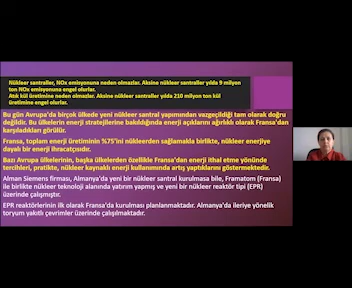 Nükleer santraller, NOx emisyonuna neden olmazlar. Aksine nükleer santraller yılda 9 milyon
ton NOx emisyonuna engel olurlar.
Atık kül üretimine neden olmazlar. Aksine nükleer santraller yılda 210 milyon ton kül
üretimine engel olurlar.
Bu gün Avrupa'da birçok ülkede yeni nükleer santral yapımından vazgeçildiği tam olarak doğru
değildir. Bu ülkelerin enerji stratejilerine bakıldığında enerji açıklarını ağırlıklı olarak Fransa'dan
karşıladıkları görülür.
Fransa, toplam enerji üretiminin %75'ini nükleerden sağlamakla birlikte, nükleer enerjiye
dayalı bir enerji ihracatçısıdır.
Bazı Avrupa ülkelerinin, başka ülkelerden özellikle Fransa'dan enerji ithal etme yönünde
tercihleri, pratikte, nükleer kaynaklı enerji kullanımında artış yaptıklarını göstermektedir.
Alman Siemens firması, Almanya'da yeni bir nükleer santral kurulmasa bile, Framatom (Fransa)
ile birlikte nükleer teknoloji alanında yatırım yapmış ve yeni bir nükleer reaktör tipi (EPR)
üzerinde çalışmıştır.
EPR reaktörlerinin ilk olarak Fransa'da kurulması planlanmaktadır. Almanya'da ileriye yönelik
toryum yakıtlı çevrimler üzerinde çalışılmaktadır.